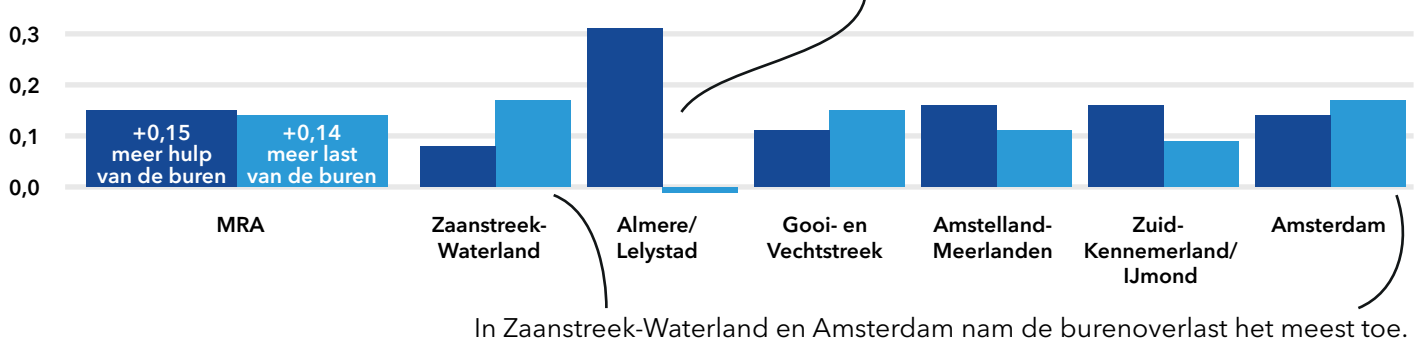 0,3
0,2
0,1
0,0
+0,15
meer hulp
van de buren
+0,14
meer last
van de buren
MRA
Zaanstreek-
Waterland
Almere/
Lelystad
Gooi- en
Vechtstreek
Amstelland-
Meerlanden
Zuid-
Kennemerland/
IJmond
Amsterdam
In Zaanstreek-Waterland en Amsterdam nam de burenoverlast het meest toe.